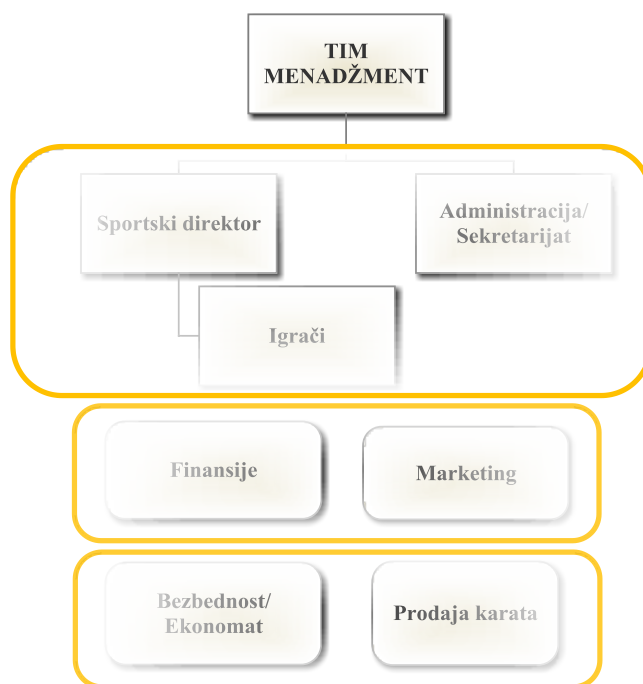 TIM
MENADŽMENT
Sportski direktor
Administracija/
Sekretarijat
Igrači
Finansije
Marketing
Bezbednost/
Ekonomat
Prodaja karata